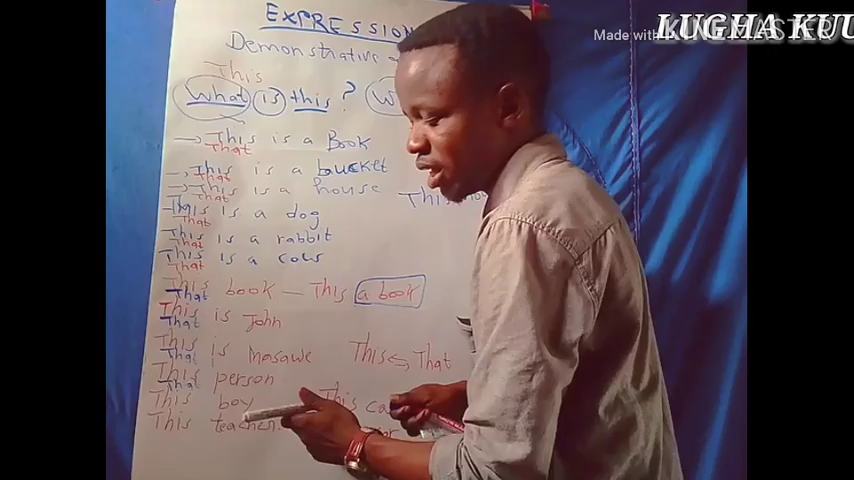 EXPRESSION
Demonstrative
This
What is this?
This is a Book
That
This is a bucket
That
This is a house
That
This is a dog
That
This is a rabbit
That
This is a cow
That
This book — This a book
That
This is John
That
This is Masawe
That
This ⇆ That
This person
That
This boy
This
This teacher.
Made with KINEMASTER
LUGHA KUU